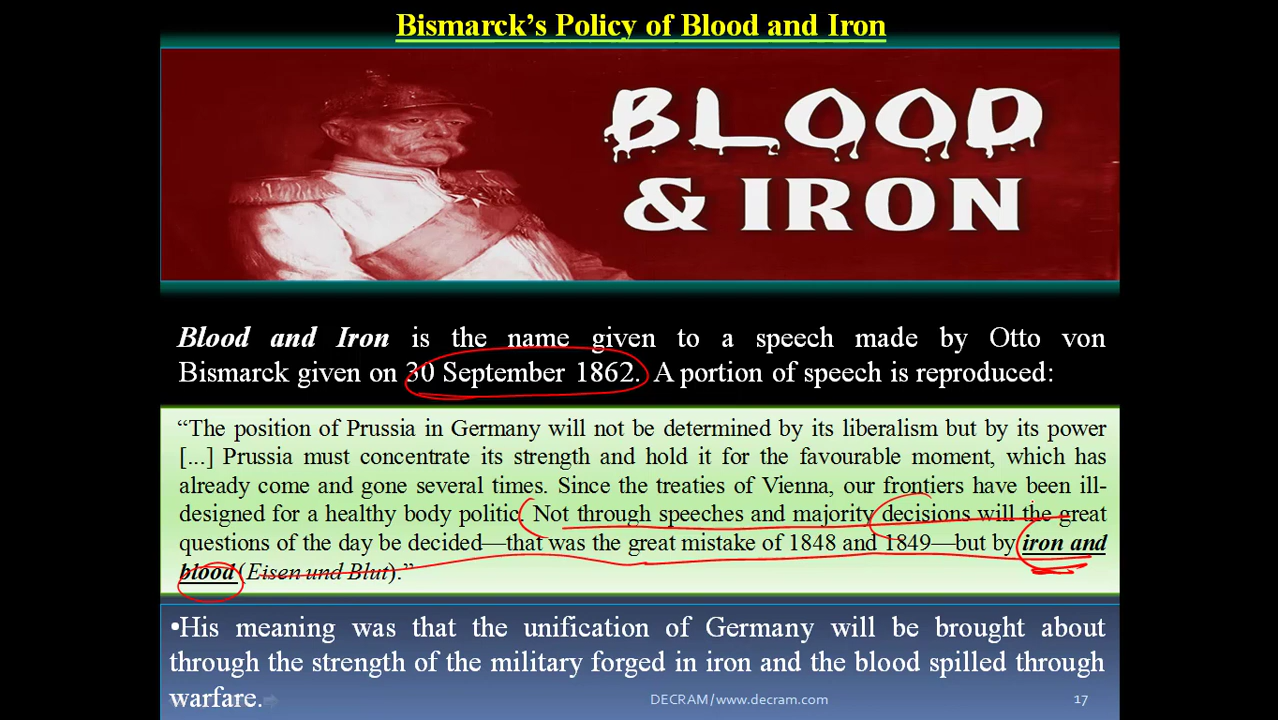 Bismarck’s Policy of Blood and Iron
BLOOD
& IRON
Blood and Iron is the name given to a speech made by Otto von
Bismarck given on 30 September 1862. A portion of speech is reproduced:
“The position of Prussia in Germany will not be determined by its liberalism but by its power
[...] Prussia must concentrate its strength and hold it for the favourable moment, which has
already come and gone several times. Since the treaties of Vienna, our frontiers have been ill-
designed for a healthy body politic. Not through speeches and majority decisions will the great
questions of the day be decided—that was the great mistake of 1848 and 1849—but by iron and
blood (Eisen und Blut).”
•His meaning was that the unification of Germany will be brought about
through the strength of the military forged in iron and the blood spilled through
warfare.
DECRAM/www.decram.com 17